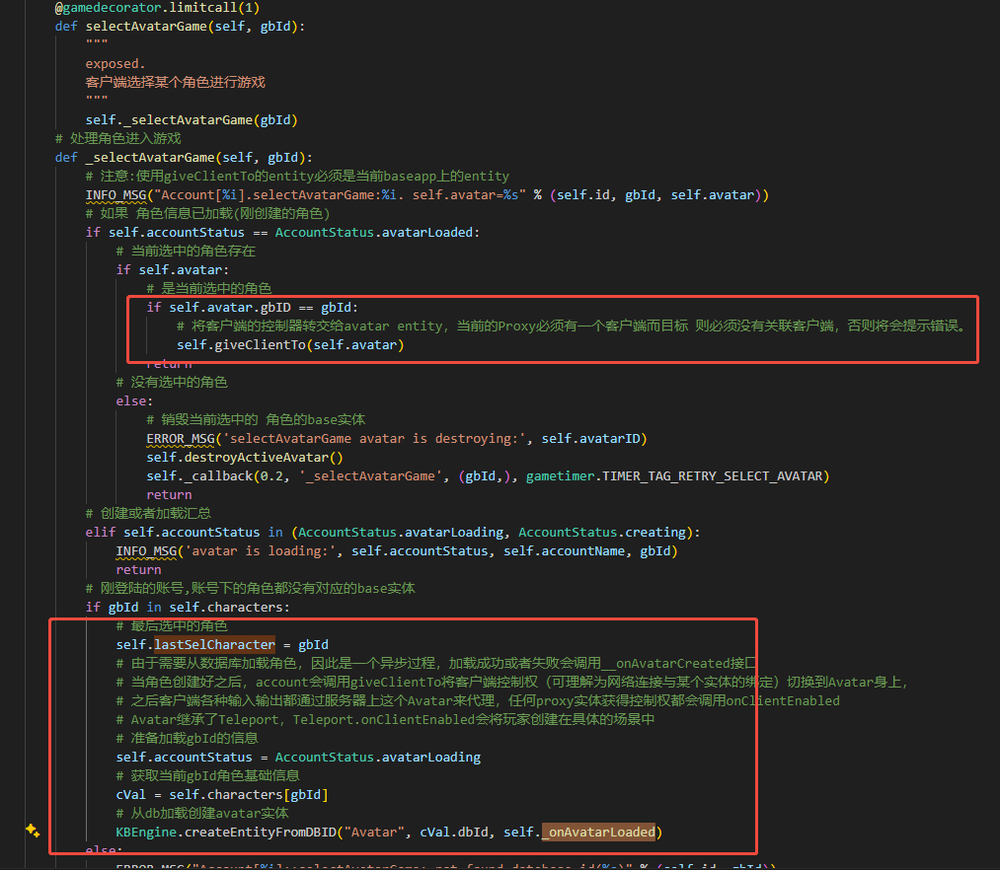 @gamedecorator.limitcall(1)
def selectAvatarGame(self, gbId):
    """
    exposed.
    客户端选择某个角色进行游戏
    """
    self._selectAvatarGame(gbId)
# 处理角色进入游戏
def _selectAvatarGame(self, gbId):
    # 注意:使用giveClientTo的entity必须是当前baseapp上的entity
    INFO_MSG("Account[%i].selectAvatarGame:%i. self.avatar=%s" % (self.id, gbId, self.avatar))
    # 如果 角色信息已加载(刚创建的角色)
    if self.accountStatus == AccountStatus.avatarLoaded:
        # 当前选中的角色存在
        if self.avatar:
            # 是当前选中的角色
            if self.avatar.gbID == gbId:
                # 将客户端的控制器转交给avatar entity, 当前的Proxy必须有一个客户端而目标 则必须没有关联客户端, 否则将会提示错误。
                self.giveClientTo(self.avatar)
            return
        # 没有选中的角色
        else:
            # 销毁当前选中的 角色的base实体
            ERROR_MSG('selectAvatarGame avatar is destroying:', self.avatarID)
            self.destroyActiveAvatar()
            self._callback(0.2, '_selectAvatarGame', (gbId,), gametimer.TIMER_TAG_RETRY_SELECT_AVATAR)
            return
    # 创建或者加载汇总
    elif self.accountStatus in (AccountStatus.avatarLoading, AccountStatus.creating):
        INFO_MSG('avatar is loading:', self.accountStatus, self.accountName, gbId)
        return
    # 刚登陆的账号,账号下的角色都没有对应的base实体
    if gbId in self.characters:
        # 最后选中的角色
        self.lastSelCharacter = gbId
        # 由于需要从数据库加载角色, 因此是一个异步过程, 加载成功或者失败会调用__onAvatarCreated接口
        # 当角色创建好之后, account会调用giveClientTo将客户端控制权（可理解为网络连接与某个实体的绑定）切换到Avatar身上,
        # 之后客户端各种输入输出都通过服务器上这个Avatar来代理, 任何proxy实体获得控制权都会调用onClientEnabled
        # Avatar继承了Teleport, Teleport.onClientEnabled会将玩家创建在具体的场景中
        # 准备加载gbId的信息
        self.accountStatus = AccountStatus.avatarLoading
        # 获取当前gbId角色基础信息
        cVal = self.characters[gbId]
        # 从db加载创建avatar实体
        KBEngine.createEntityFromDBID("Avatar", cVal.dbId, self._onAvatarLoaded)
    else:
        ERROR_MSG("Account[%i]::selectAvatarGame: not found database id(%s)" % (self.id, gbId))